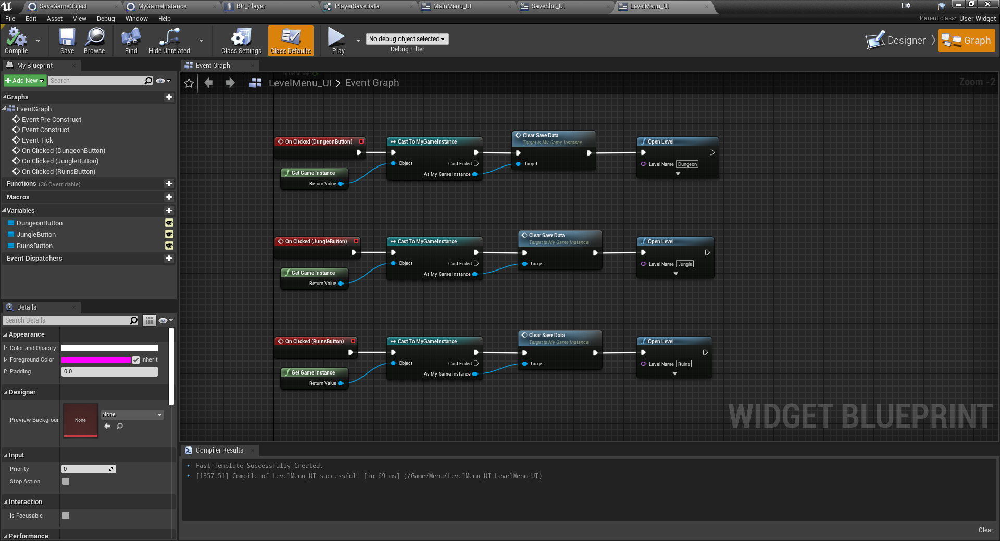 SaveGameObject
MyGameInstance
BP_Player
PlayerSaveData
MainMenu_UI
SaveSlot_UI
LevelMenu_UI
File Edit Asset View Debug Window Help
Parent class: User Widget
Compile
Save
Browse
Find
Hide Unrelated
Class Settings
Class Defaults
Play
No debug object selected
Debug Filter
Designer
Graph
My Blueprint
Add New
Search
Graphs
EventGraph
Event Pre Construct
Event Construct
Event Tick
On Clicked (DungeonButton)
On Clicked (JungleButton)
On Clicked (RuinsButton)
Functions (36 Overridable)
Macros
Variables
DungeonButton
JungleButton
RuinsButton
Event Dispatchers
Details
Search Details
Appearance
Color and Opacity
Foreground Color
Inherit
Padding
0.0
Designer
Preview Backgroun
None
None
Input
Priority
0
Stop Action
Interaction
Is Focusable
Performance
Event Graph
In Delta Time
LevelMenu_UI > Event Graph
Zoom -2
On Clicked (DungeonButton)
Get Game Instance
Return Value
Cast To MyGameInstance
Object
Cast Failed
As My Game Instance
Clear Save Data
Target is My Game Instance
Target
Open Level
Level Name Dungeon
On Clicked (JungleButton)
Get Game Instance
Return Value
Cast To MyGameInstance
Object
Cast Failed
As My Game Instance
Clear Save Data
Target is My Game Instance
Target
Open Level
Level Name Jungle
On Clicked (RuinsButton)
Get Game Instance
Return Value
Cast To MyGameInstance
Object
Cast Failed
As My Game Instance
Clear Save Data
Target is My Game Instance
Target
Open Level
Level Name Ruins
WIDGET BLUEPRINT
Compiler Results
Fast Template Successfully Created.
[1357.51] Compile of LevelMenu_UI successful! [in 69 ms] (/Game/Menu/LevelMenu_UI.LevelMenu_UI)
Clear